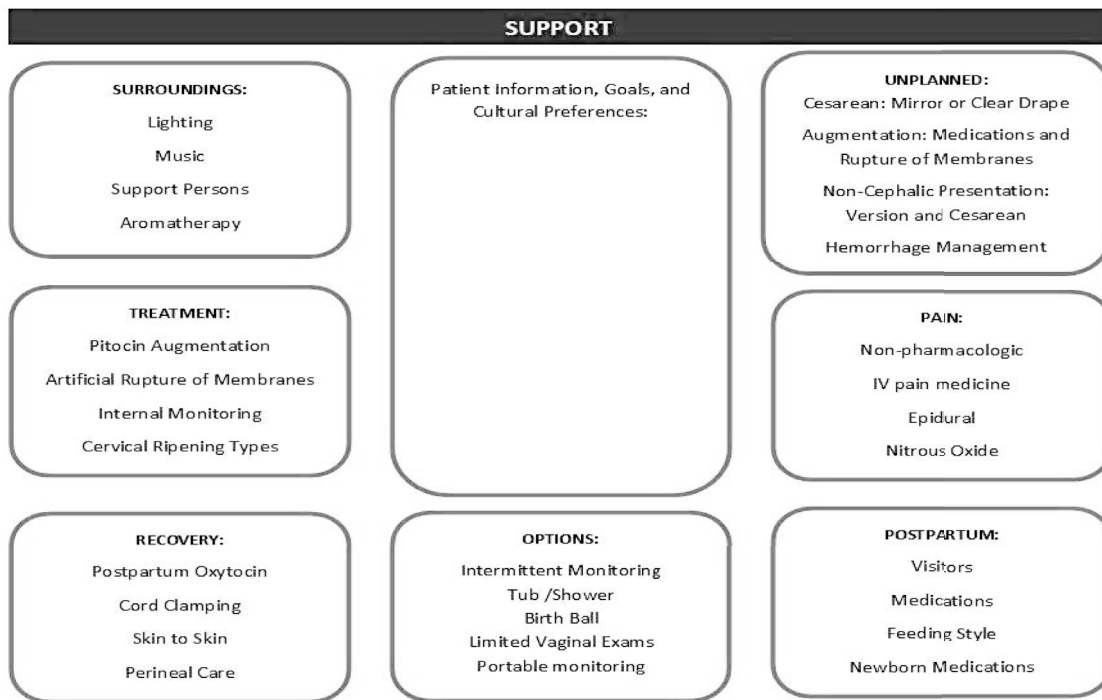 SUPPORT
SURROUNDINGS:
Lighting
Music
Support Persons
Aromatherapy
Patient Information, Goals, and
Cultural Preferences:
UNPLANNED:
Cesarean: Mirror or Clear Drape
Augmentation: Medications and
Rupture of Membranes
Non-Cephalic Presentation:
Version and Cesarean
Hemorrhage Management
TREATMENT:
Pitocin Augmentation
Artificial Rupture of Membranes
Internal Monitoring
Cervical Ripening Types
PAIN:
Non-pharmacologic
IV pain medicine
Epidural
Nitrous Oxide
RECOVERY:
Postpartum Oxytocin
Cord Clamping
Skin to Skin
Perineal Care
OPTIONS:
Intermittent Monitoring
Tub /Shower
Birth Ball
Limited Vaginal Exams
Portable monitoring
POSTPARTUM:
Visitors
Medications
Feeding Style
Newborn Medications